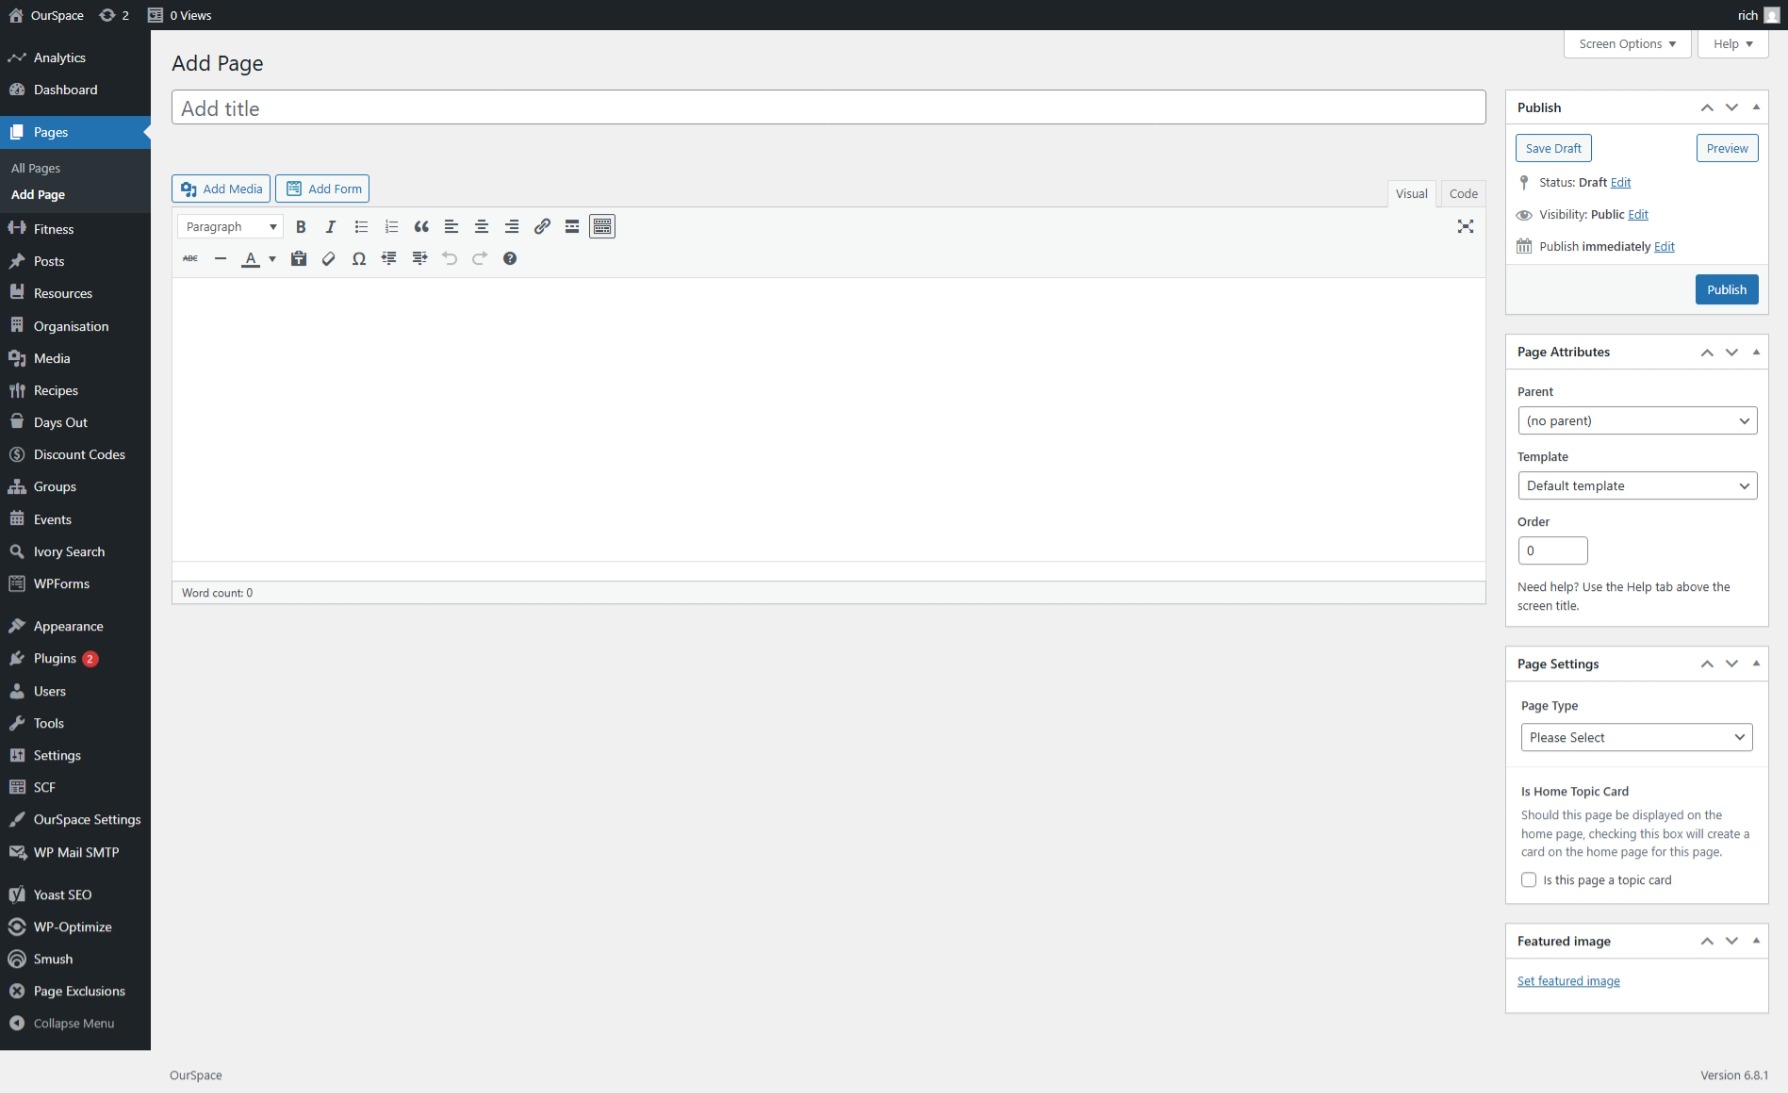 OurSpace
2
0 Views
rich
Analytics
Dashboard
Pages
All Pages
Add Page
Fitness
Posts
Resources
Organisation
Media
Recipes
Days Out
Discount Codes
Groups
Events
Ivory Search
WPForms
Appearance
Plugins 2
Users
Tools
Settings
SCF
OurSpace Settings
WP Mail SMTP
Yoast SEO
WP-Optimize
Smush
Page Exclusions
Collapse Menu
Screen Options
Help
Add Page
Add title
Add Media
Add Form
Visual
Code
Paragraph
B
I
ABC
A
Ω
Word count: 0
Publish
Save Draft
Preview
Status: Draft Edit
Visibility: Public Edit
Publish immediately Edit
Publish
Page Attributes
Parent
(no parent)
Template
Default template
Order
0
Need help? Use the Help tab above the
screen title.
Page Settings
Page Type
Please Select
Is Home Topic Card
Should this page be displayed on the
home page, checking this box will create a
card on the home page for this page.
Is this page a topic card
Featured image
Set featured image
OurSpace
Version 6.8.1